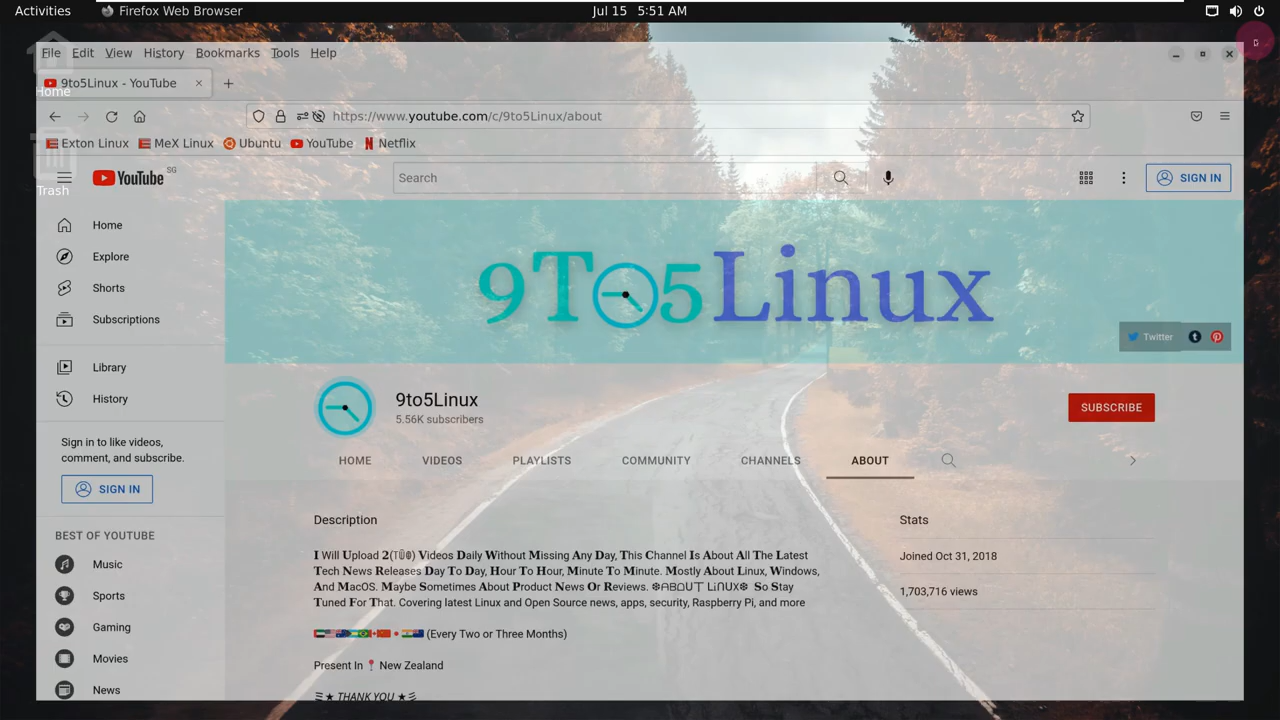 Activities Firefox Web Browser Jul 15 5:51 AM
File Edit View History Bookmarks Tools Help
9to5Linux - YouTube
Home
https://www.youtube.com/c/9to5Linux/about
Exton Linux MeX Linux Ubuntu YouTube Netflix
YouTube SG Search SIGN IN
Trash
Home
Explore
Shorts
Subscriptions
Library
History
Sign in to like videos,
comment, and subscribe.
SIGN IN
BEST OF YOUTUBE
Music
Sports
Gaming
Movies
News
9To5Linux
Twitter
9to5Linux
5.56K subscribers
SUBSCRIBE
HOME VIDEOS PLAYLISTS COMMUNITY CHANNELS ABOUT
Description
𝐈 Will 𝐔pload 𝟐(TᗯO) 𝐕ideos 𝐃aily 𝐖ithout 𝐌issing 𝐀ny 𝐃ay, 𝐓his 𝐂hannel 𝐈s 𝐀bout 𝐀ll 𝐓he 𝐋atest
𝐓ech 𝐍ews 𝐑eleases 𝐃ay 𝐓o 𝐃ay, 𝐇our 𝐓o 𝐇our, 𝐌inute 𝐓o 𝐌inute. 𝐌ostly 𝐀bout 𝐋inux, 𝐖indows,
𝐀nd 𝐌acOS. 𝐌aybe 𝐒ometimes 𝐀bout 𝐏roduct 𝐍ews 𝐎r 𝐑eviews. ❆ABOUT LiNUX❆ 𝐒o 𝐒tay
𝐓uned 𝐅or 𝐓hat. Covering latest Linux and Open Source news, apps, security, Raspberry Pi, and more
(Every Two or Three Months)
Present In 📍 New Zealand
ミ★ THANK YOU ★彡
Stats
Joined Oct 31, 2018
1,703,716 views